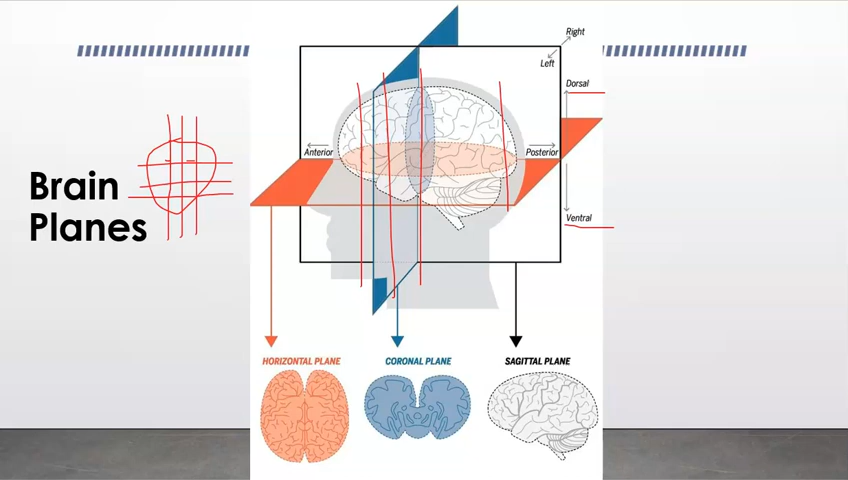 Brain
Planes
Right
Left
Dorsal
Anterior
Posterior
Ventral
HORIZONTAL PLANE
CORONAL PLANE
SAGITTAL PLANE